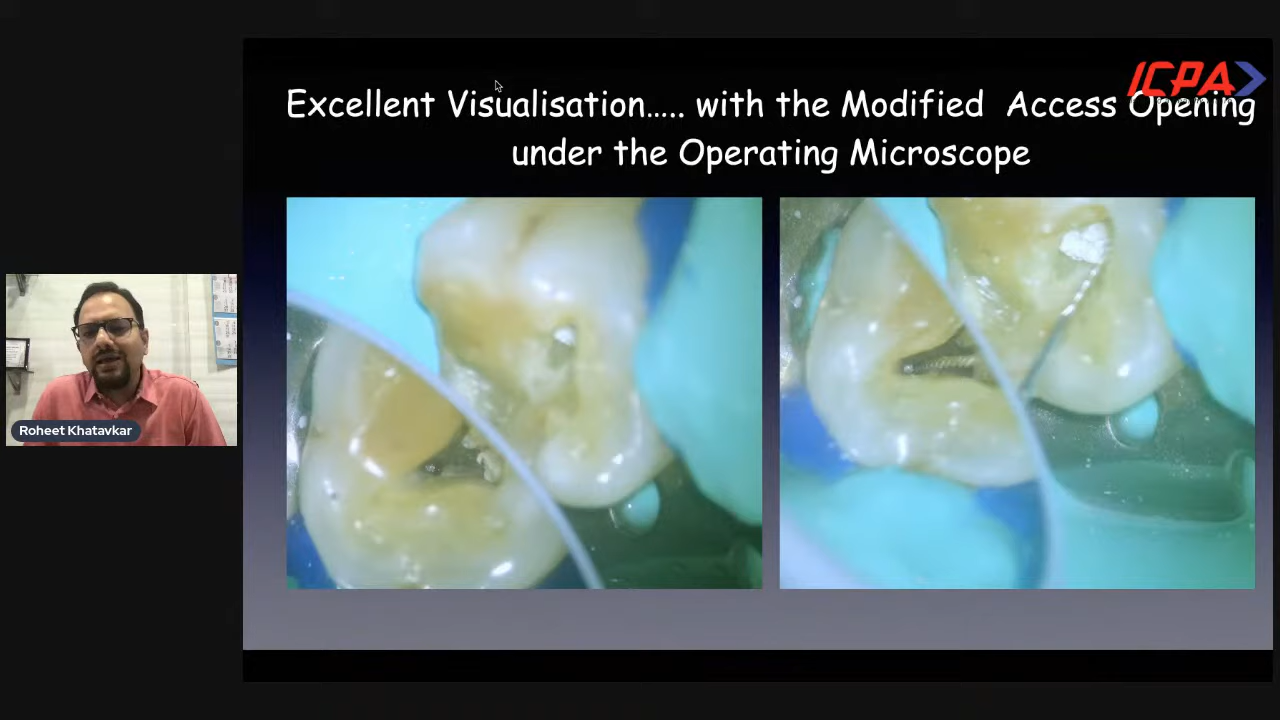 ICPA
Excellent Visualisation..... with the Modified Access Opening
under the Operating Microscope
Roheet Khatavkar